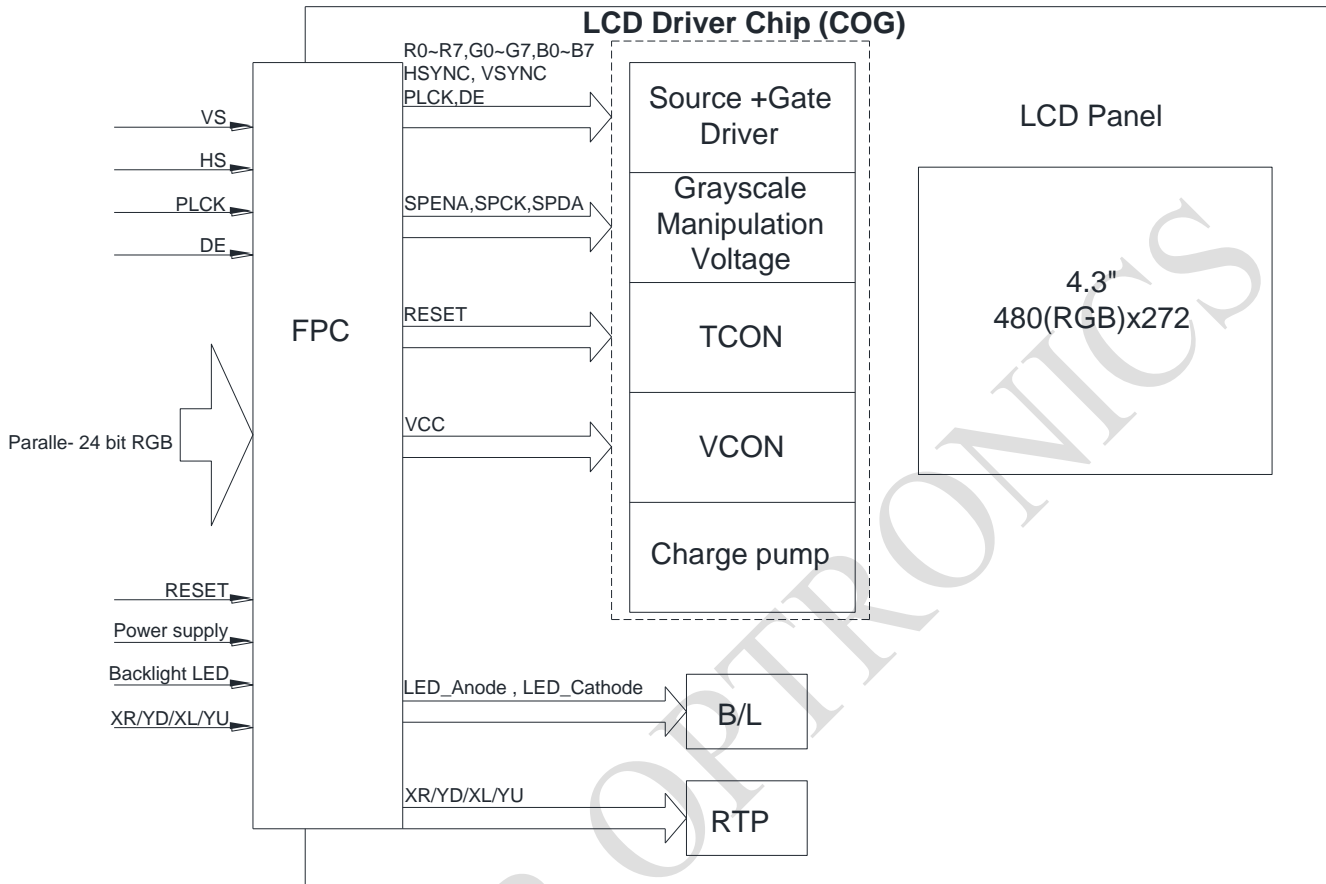 LCD Driver Chip (COG)
R0~R7,G0~G7,B0~B7
HSYNC, VSYNC
PLCK,DE
VS
HS
PLCK
DE
Paralle- 24 bit RGB
RESET
Power supply
Backlight LED
XR/YD/XL/YU
FPC
SPENA,SPCK,SPDA
RESET
VCC
LED_Anode , LED_Cathode
XR/YD/XL/YU
Source +Gate
Driver
Grayscale
Manipulation
Voltage
TCON
VCON
Charge pump
B/L
RTP
LCD Panel
4.3"
480(RGB)x272
OPTRONICS